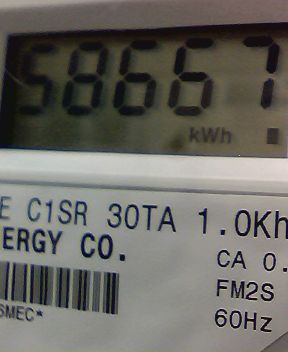 58667
kWh
E C1SR 30TA 1.0Kh
ERGY CO.
CA 0.
FM2S
SMEC*
60Hz